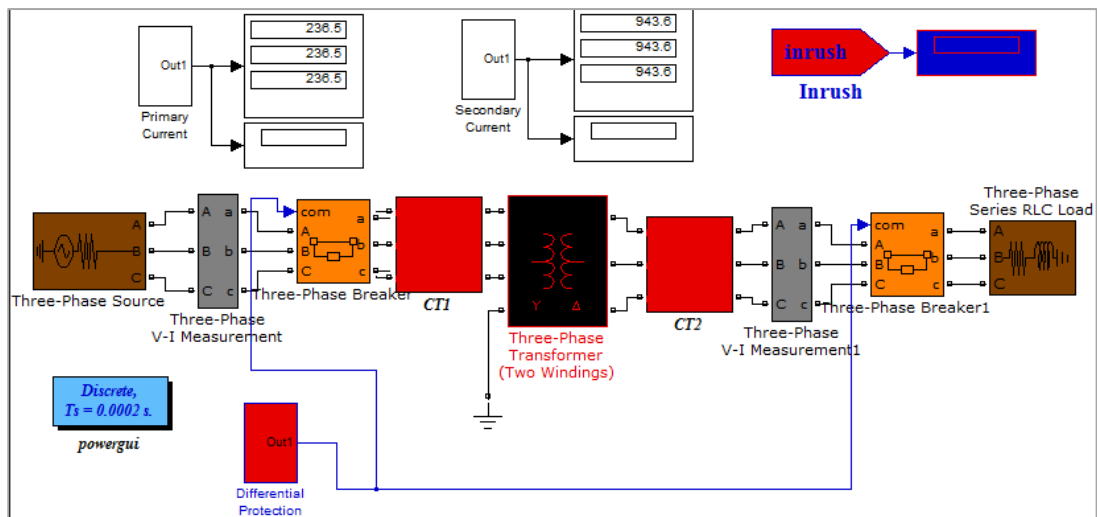 236.5
236.5
236.5
Out1
Primary
Current
943.6
943.6
943.6
Out1
Secondary
Current
inrush
Inrush
A
B
C
Three-Phase Source
A a
B b
C c
Three-Phase
V-I Measurement
com
A a
B b
C c
Three-Phase Breaker
CT1
Y Δ
Three-Phase
Transformer
(Two Windings)
CT2
A a
B b
C c
Three-Phase
V-I Measurement1
com
A a
B b
C c
Three-Phase Breaker1
Three-Phase
Series RLC Load
A
B
C
Discrete,
Ts = 0.0002 s.
powergui
Out1
Differential
Protection